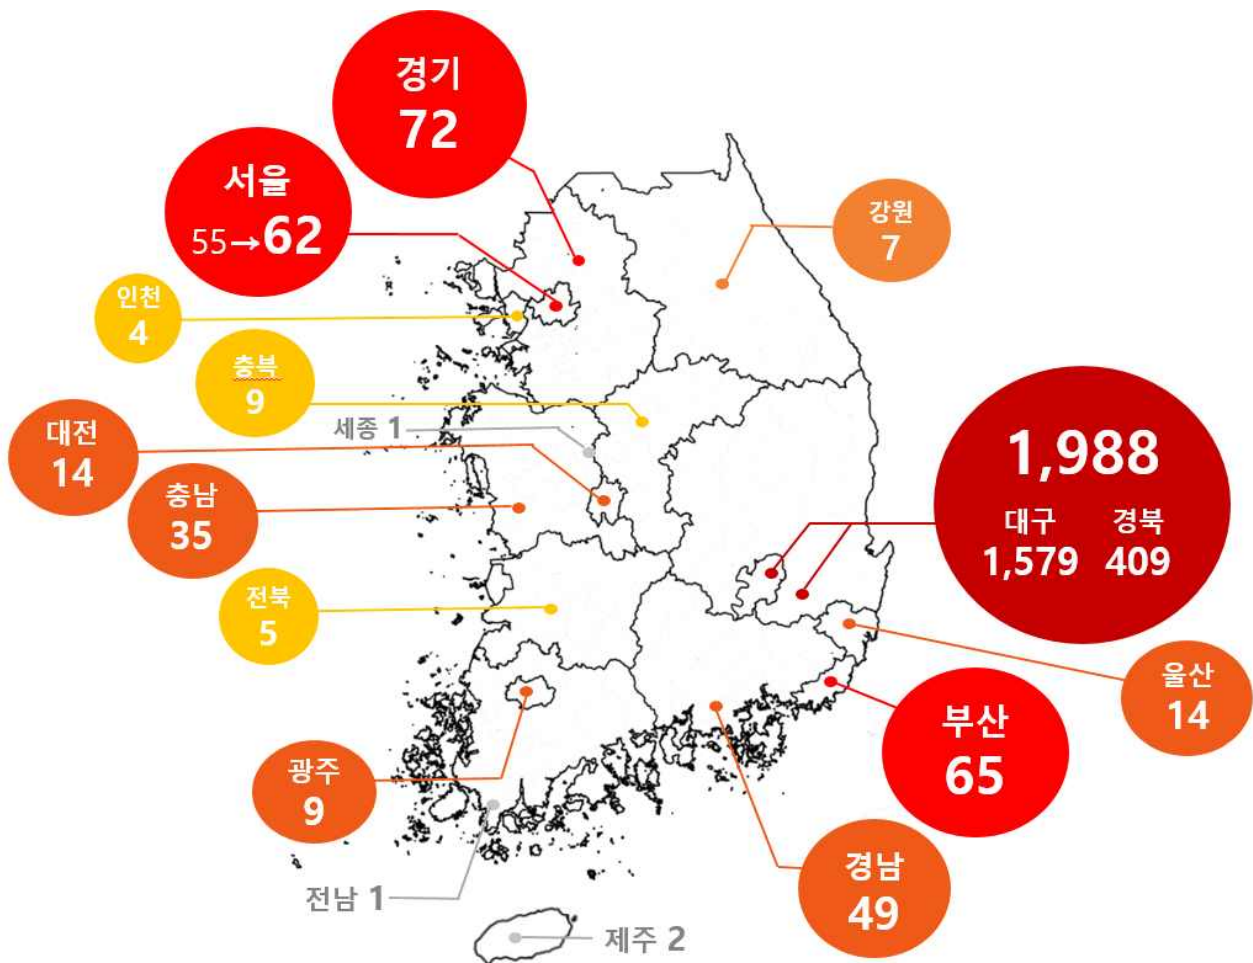 경기
72
서울
55→62
강원
7
인천
4
충북
9
세종 1
대전
14
충남
35
1,988
대구 경북
1,579 409
전북
5
울산
14
부산
65
광주
9
경남
49
전남 1
제주 2